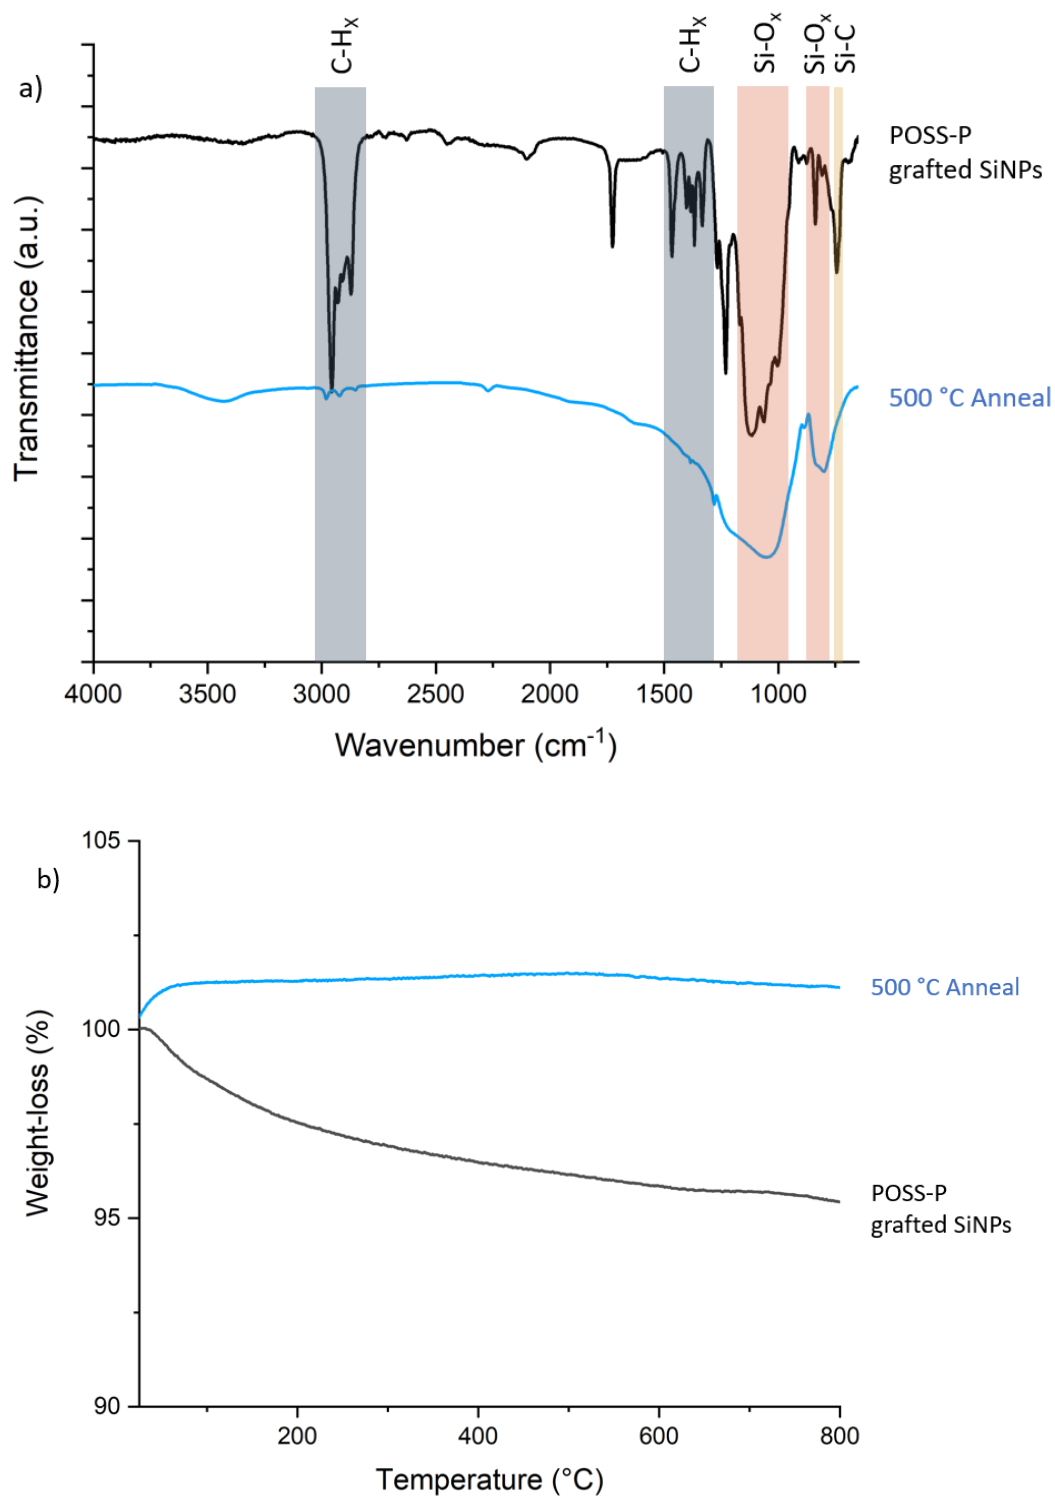 a)
C-Hₓ
C-Hₓ
Si-Oₓ
Si-Oₓ
Si-C
POSS-P
grafted SiNPs
500 °C Anneal
Transmittance (a.u.)
4000 3500 3000 2500 2000 1500 1000
Wavenumber (cm⁻¹)
b)
105
100
95
90
Weight-loss (%)
500 °C Anneal
POSS-P
grafted SiNPs
200 400 600 800
Temperature (°C)